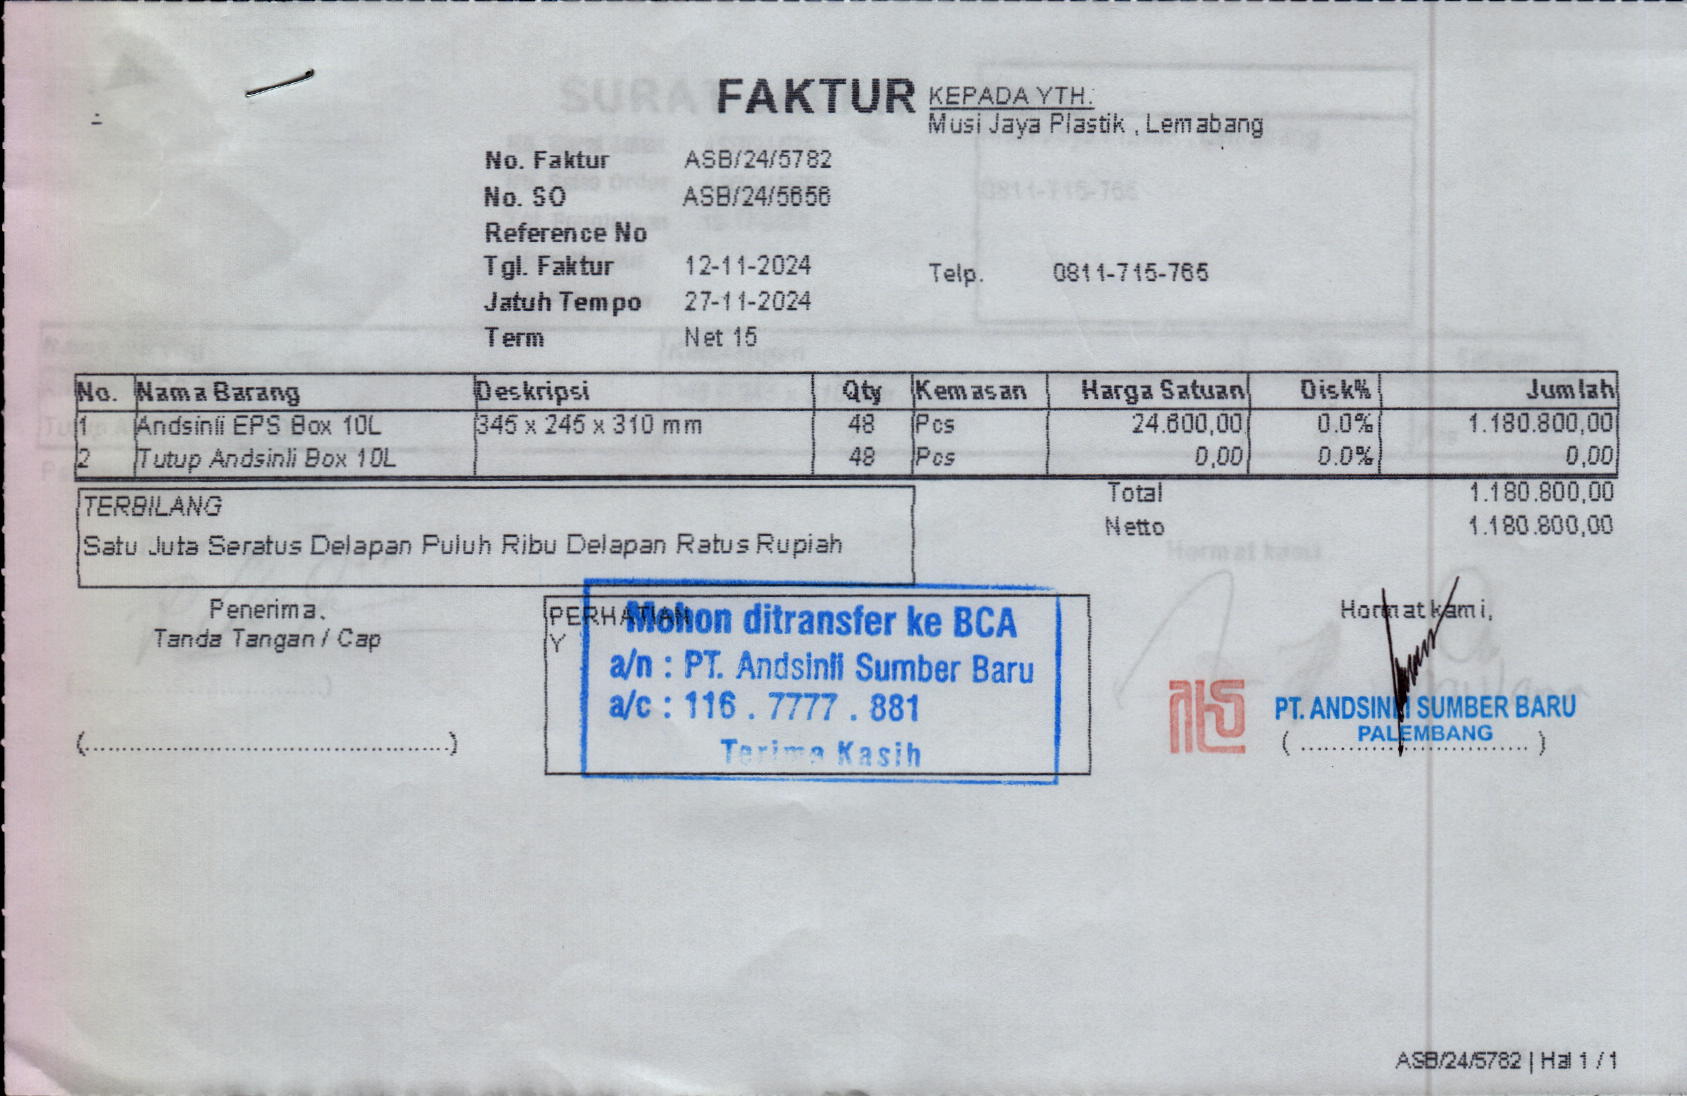 FAKTUR
KEPADA YTH.
Musi Jaya Plastik , Lemabang
No. Faktur ASB/24/5782
No. SO ASB/24/5656
Reference No
Tgl. Faktur 12-11-2024
Telp. 0811-715-765
Jatuh Tempo 27-11-2024
Term Net 15
No. Nama Barang Deskripsi Qty Kemasan Harga Satuan Disk% Jumlah
1 Andsinli EPS Box 10L 345 x 245 x 310 mm 48 Pcs 24.600,00 0.0% 1.180.800,00
2 Tutup Andsinli Box 10L 48 Pcs 0,00 0.0% 0,00
TERBILANG
Satu Juta Seratus Delapan Puluh Ribu Delapan Ratus Rupiah
Total 1.180.800,00
Netto 1.180.800,00
Penerima,
Tanda Tangan / Cap
(...............................................)
PERHATIAN
Y
Mohon ditransfer ke BCA
a/n : PT. Andsinli Sumber Baru
a/c : 116 . 7777 . 881
Terima Kasih
Hormat kami,
PT. ANDSINLI SUMBER BARU
PALEMBANG
( .............................. )
ASB/24/5782 | Hal 1 / 1